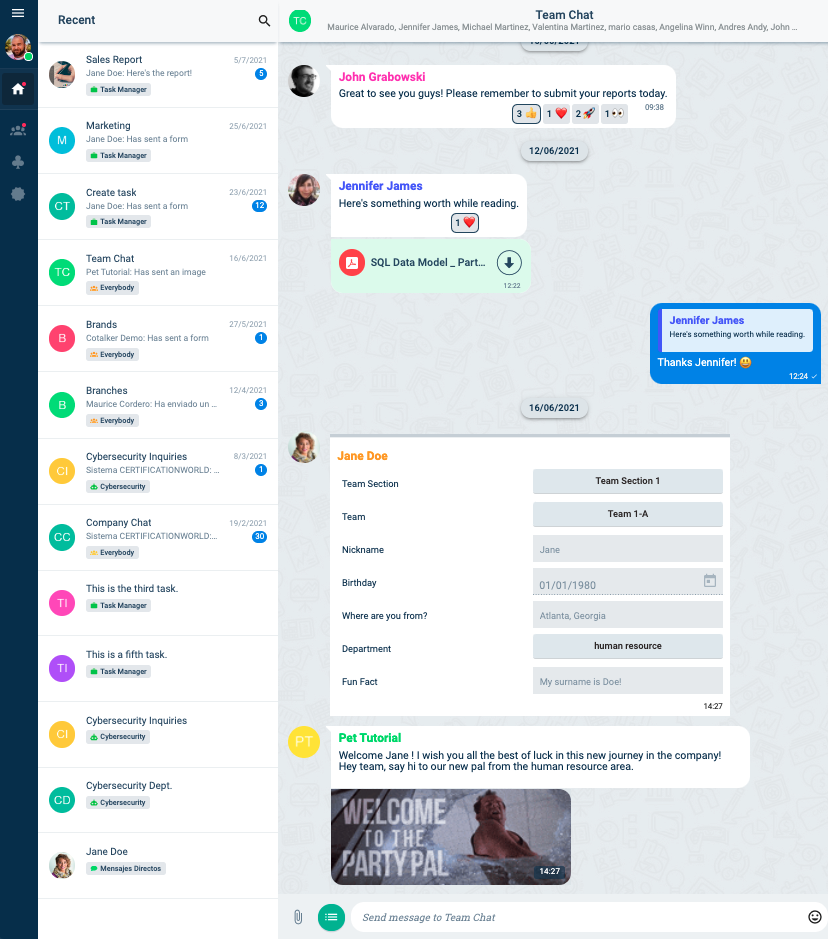 Recent
Sales Report
5/7/2021
Jane Doe: Here's the report!
5
Task Manager
M
Marketing
25/6/2021
Jane Doe: Has sent a form
Task Manager
CT
Create task
23/6/2021
Jane Doe: Has sent a form
12
Task Manager
TC
Team Chat
16/6/2021
Pet Tutorial: Has sent an image
Everybody
B
Brands
27/5/2021
Cotalker Demo: Has sent a form
1
Everybody
B
Branches
12/4/2021
Maurice Cordero: Ha enviado un ...
3
Everybody
CI
Cybersecurity Inquiries
8/3/2021
Sistema CERTIFICATIONWORLD: ...
1
Cybersecurity
CC
Company Chat
19/2/2021
Sistema CERTIFICATIONWORLD:...
30
Everybody
TI
This is the third task.
Task Manager
TI
This is a fifth task.
Task Manager
CI
Cybersecurity Inquiries
Cybersecurity
CD
Cybersecurity Dept.
Cybersecurity
Jane Doe
Mensajes Directos
TC
Team Chat
Maurice Alvarado, Jennifer James, Michael Martinez, Valentina Martinez, mario casas, Angelina Winn, Andres Andy, John ...
John Grabowski
Great to see you guys! Please remember to submit your reports today.
3 👍 1 ❤️ 2 🚀 1 👀 09:38
12/06/2021
Jennifer James
Here's something worth while reading.
1 ❤️
SQL Data Model _ Part...
12:22
Jennifer James
Here's something worth while reading.
Thanks Jennifer! 😃
12:24 ✓
16/06/2021
Jane Doe
Team Section Team Section 1
Team Team 1-A
Nickname Jane
Birthday 01/01/1980
Where are you from? Atlanta, Georgia
Department human resource
Fun Fact My surname is Doe!
14:27
PT
Pet Tutorial
Welcome Jane ! I wish you all the best of luck in this new journey in the company!
Hey team, say hi to our new pal from the human resource area.
WELCOME
TO THE
PARTY PAL
14:27
Send message to Team Chat